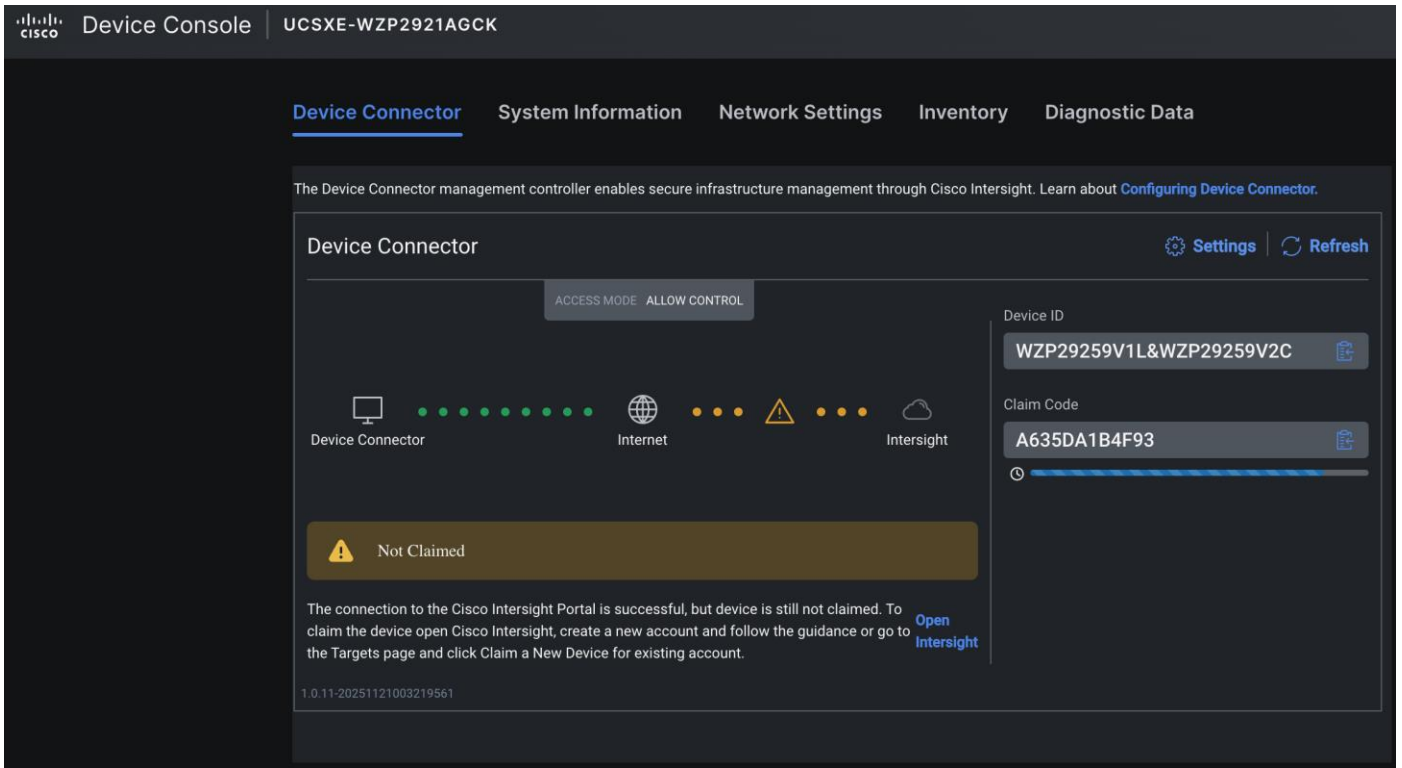 cisco
Device Console
UCSXE-WZP2921AGCK
Device Connector
System Information
Network Settings
Inventory
Diagnostic Data
The Device Connector management controller enables secure infrastructure management through Cisco Intersight. Learn about Configuring Device Connector.
Device Connector
Settings
Refresh
ACCESS MODE ALLOW CONTROL
Device Connector
Internet
Intersight
Not Claimed
The connection to the Cisco Intersight Portal is successful, but device is still not claimed. To
claim the device open Cisco Intersight, create a new account and follow the guidance or go to
the Targets page and click Claim a New Device for existing account.
Open
Intersight
1.0.11-20251121003219561
Device ID
WZP29259V1L&WZP29259V2C
Claim Code
A635DA1B4F93